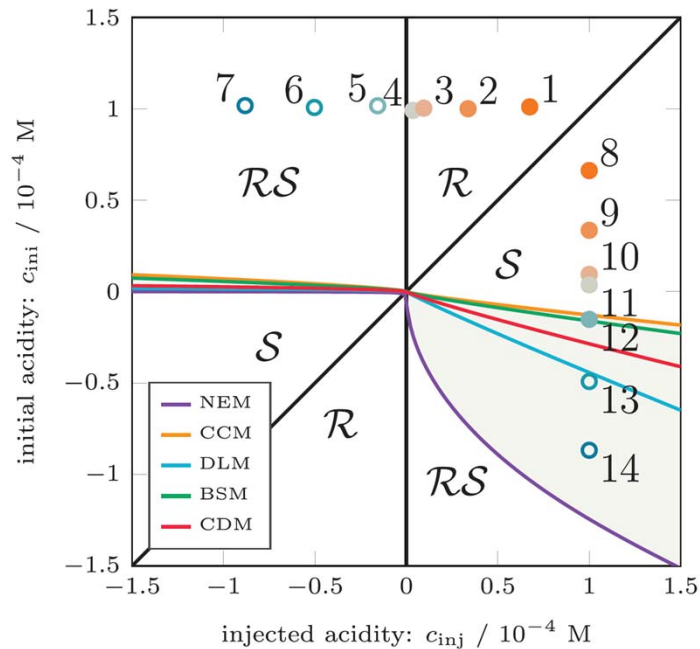 1.5
7 6 5 4 3 2 1
1
RS R 8
0.5
9
S 10
0
11
S 12
−0.5
NEM R 13
CCM
DLM RS 14
−1
BSM
CDM
−1.5
−1.5 −1 −0.5 0 0.5 1 1.5
injected acidity: c_inj / 10⁻⁴ M
initial acidity: c_ini / 10⁻⁴ M